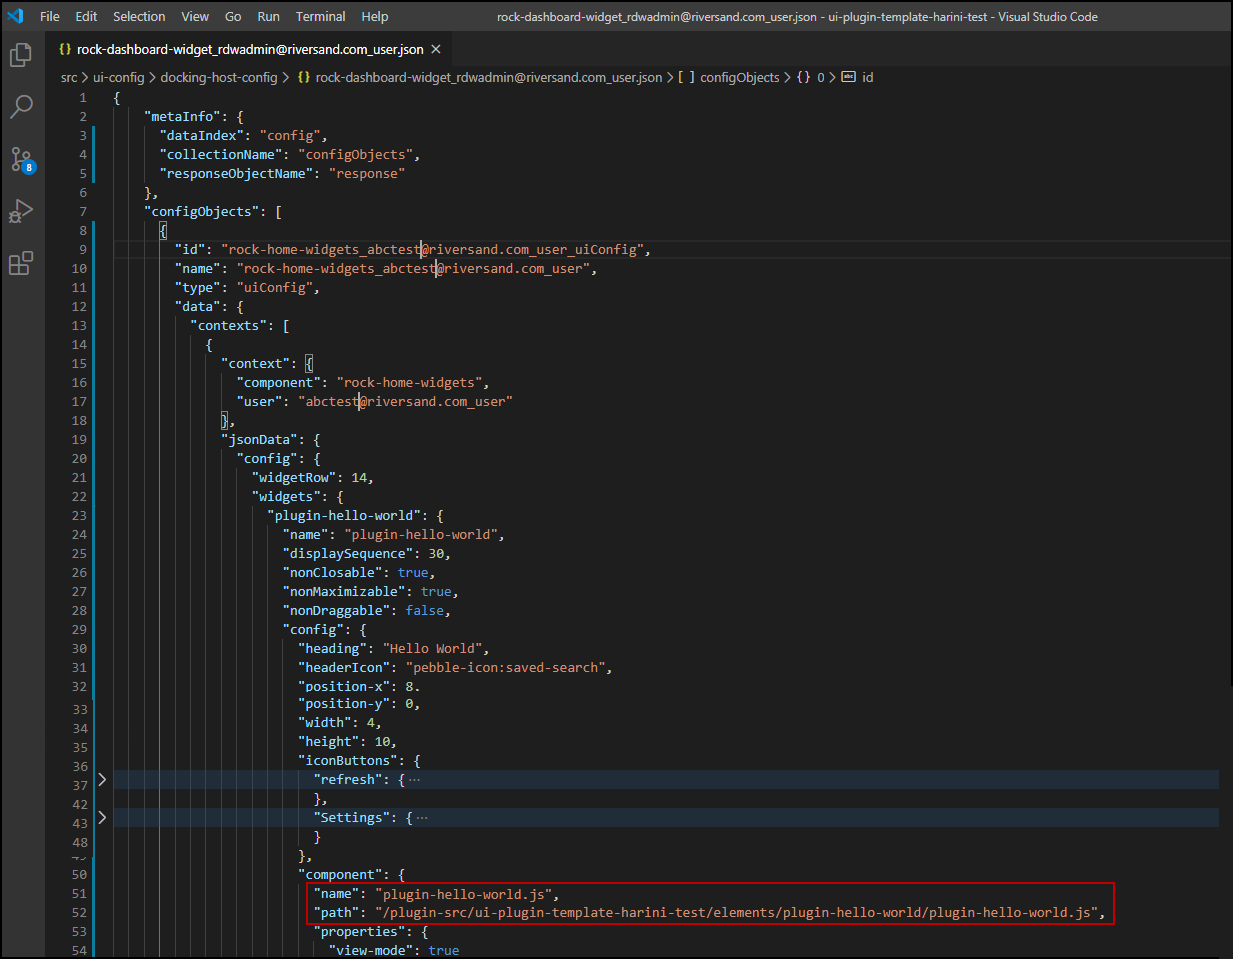 File Edit Selection View Go Run Terminal Help rock-dashboard-widget_rdwadmin@riversand.com_user.json - ui-plugin-template-harini-test - Visual Studio Code
{} rock-dashboard-widget_rdwadmin@riversand.com_user.json ×
src > ui-config > docking-host-config > {} rock-dashboard-widget_rdwadmin@riversand.com_user.json > [ ] configObjects > {} 0 > abc id
8
1 {
2 "metaInfo": {
3 "dataIndex": "config",
4 "collectionName": "configObjects",
5 "responseObjectName": "response"
6 },
7 "configObjects": [
8 {
9 "id": "rock-home-widgets_abctest@riversand.com_user_uiConfig",
10 "name": "rock-home-widgets_abctest@riversand.com_user",
11 "type": "uiConfig",
12 "data": {
13 "contexts": [
14 {
15 "context": {
16 "component": "rock-home-widgets",
17 "user": "abctest@riversand.com_user"
18 },
19 "jsonData": {
20 "config": {
21 "widgetRow": 14,
22 "widgets": {
23 "plugin-hello-world": {
24 "name": "plugin-hello-world",
25 "displaySequence": 30,
26 "nonClosable": true,
27 "nonMaximizable": true,
28 "nonDraggable": false,
29 "config": {
30 "heading": "Hello World",
31 "headerIcon": "pebble-icon:saved-search",
32 "position-x": 8.
33 "position-y": 0,
34 "width": 4,
35 "height": 10,
36 "iconButtons": {
37 "refresh": { ···
42 },
43 "Settings": { ···
48 }
},
50 "component": {
51 "name": "plugin-hello-world.js",
52 "path": "/plugin-src/ui-plugin-template-harini-test/elements/plugin-hello-world/plugin-hello-world.js",
53 "properties": {
54 "view-mode": true